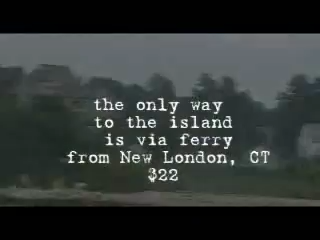 the only way
to the island
is via ferry
from New London, CT
$22